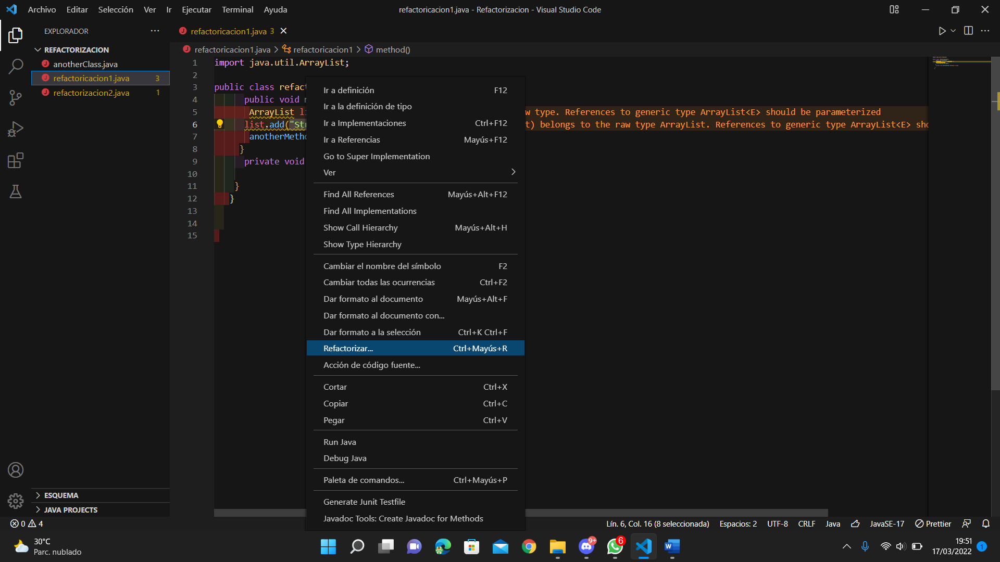 Archivo Editar Selección Ver Ir Ejecutar Terminal Ayuda
refactoricacion1.java - Refactorizacion - Visual Studio Code
EXPLORADOR
REFACTORIZACION
anotherClass.java
refactoricacion1.java 3
refactorizacion2.java 1
ESQUEMA
JAVA PROJECTS
refactoricacion1.java 3
refactoricacion1.java > refactoricacion1 > method()
1 import java.util.ArrayList;
2
3 public class refact
4 public void
5 ArrayList li w type. References to generic type ArrayList<E> should be parameterized
6 list.add("Str t) belongs to the raw type ArrayList. References to generic type ArrayList<E> sho
7 anotherMetho
8 }
9 private void
10
11 }
12 }
13
14
15
Ir a definición F12
Ir a la definición de tipo
Ir a Implementaciones Ctrl+F12
Ir a Referencias Mayús+F12
Go to Super Implementation
Ver
Find All References Mayús+Alt+F12
Find All Implementations
Show Call Hierarchy Mayús+Alt+H
Show Type Hierarchy
Cambiar el nombre del símbolo F2
Cambiar todas las ocurrencias Ctrl+F2
Dar formato al documento Mayús+Alt+F
Dar formato al documento con...
Dar formato a la selección Ctrl+K Ctrl+F
Refactorizar... Ctrl+Mayús+R
Acción de código fuente...
Cortar Ctrl+X
Copiar Ctrl+C
Pegar Ctrl+V
Run Java
Debug Java
Paleta de comandos... Ctrl+Mayús+P
Generate Junit Testfile
Javadoc Tools: Create Javadoc for Methods
0 4
Lín. 6, Col. 16 (8 seleccionada) Espacios: 2 UTF-8 CRLF Java JavaSE-17 Prettier
30°C
Parc. nublado
9+
6
W
19:51
17/03/2022
1